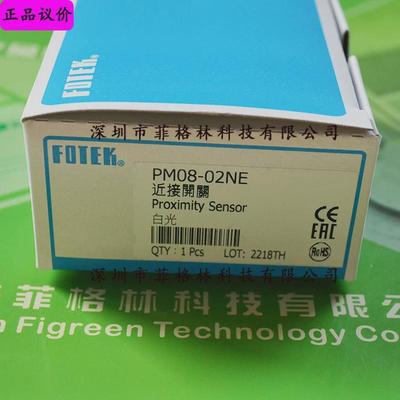 正品议价
FOTEK®
深圳市菲格林科技有限公司
FOTEK®
PM08-02NE
近接開關
Proximity Sensor
白光
CE
EAC
RoHS
QTY : 1 Pcs LOT: 2218TH
深圳市菲格林科技有限公司
菲格林科技有限公
n Figreen Technology Co